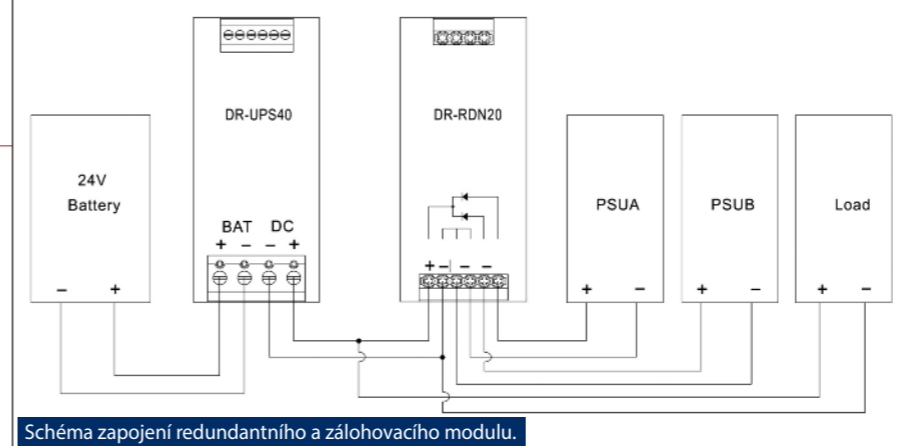 DR-UPS40
DR-RDN20
24V
Battery
BAT DC
+ − − +
PSUA
PSUB
Load
+ − − −
− +
+ −
+ −
+ −
Schéma zapojení redundantního a zálohovacího modulu.